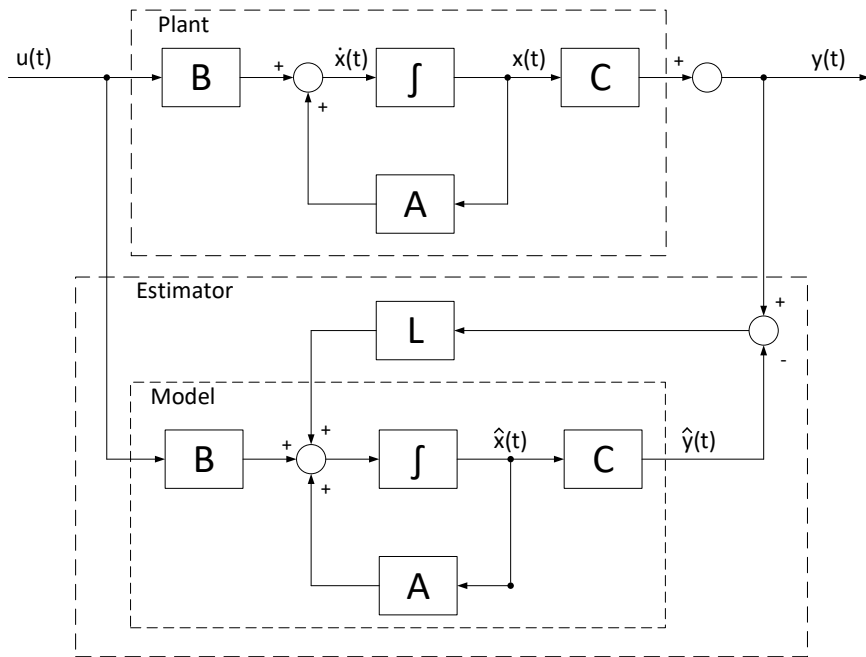 Plant
u(t)
B
+
ẋ(t)
∫
x(t)
C
+
y(t)
+
A
Estimator
+
L
-
Model
+
B
+
∫
x̂(t)
C
ŷ(t)
+
A